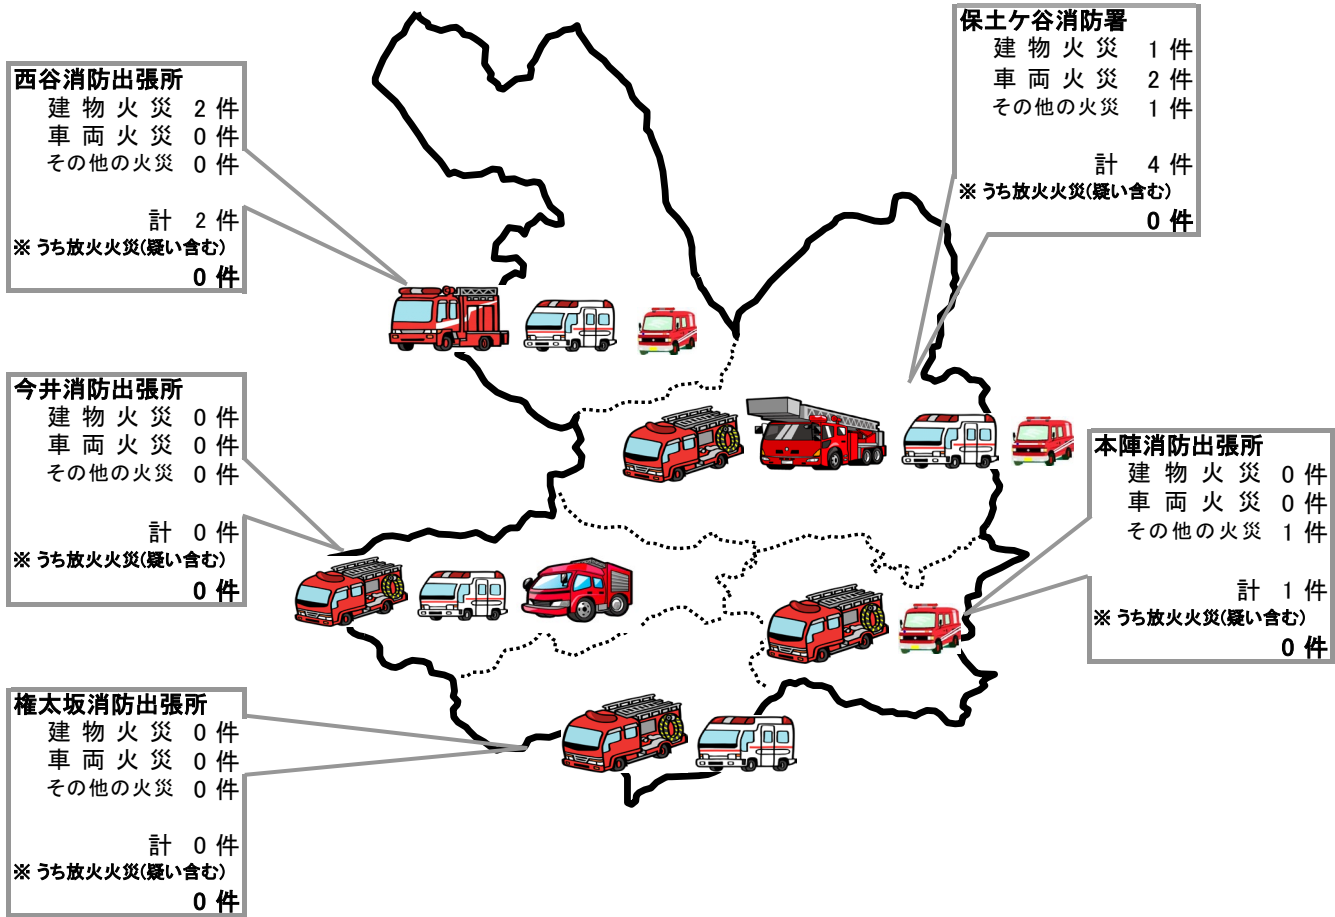 西谷消防出張所
建物火災 2 件
車両火災 0 件
その他の火災 0 件
計 2 件
※ うち放火火災(疑い含む)
0 件
保土ケ谷消防署
建物火災 1 件
車両火災 2 件
その他の火災 1 件
計 4 件
※ うち放火火災(疑い含む)
0 件
今井消防出張所
建物火災 0 件
車両火災 0 件
その他の火災 0 件
計 0 件
※ うち放火火災(疑い含む)
0 件
本陣消防出張所
建物火災 0 件
車両火災 0 件
その他の火災 1 件
計 1 件
※ うち放火火災(疑い含む)
0 件
権太坂消防出張所
建物火災 0 件
車両火災 0 件
その他の火災 0 件
計 0 件
※ うち放火火災(疑い含む)
0 件